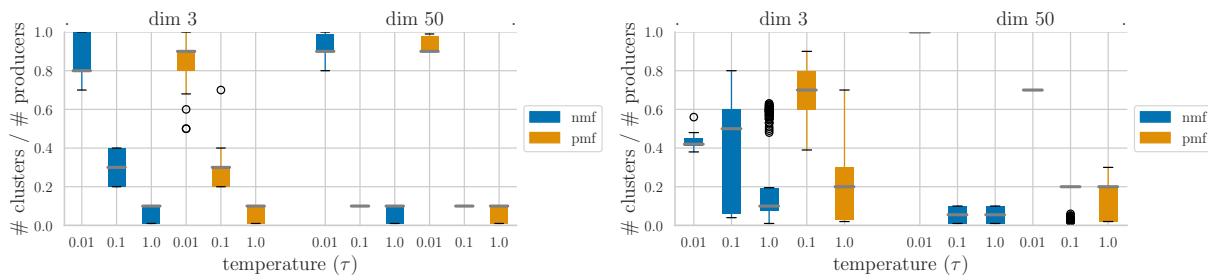 dim 3 dim 50
# clusters / # producers
1.0
0.8
0.6
0.4
0.2
0.0
0.01 0.1 1.0 0.01 0.1 1.0 0.01 0.1 1.0 0.01 0.1 1.0
temperature (τ)
nmf
pmf
dim 3 dim 50
# clusters / # producers
1.0
0.8
0.6
0.4
0.2
0.0
0.01 0.1 1.0 0.1 1.0 0.01 0.1 1.0 0.01 0.1 1.0
temperature (τ)
nmf
pmf